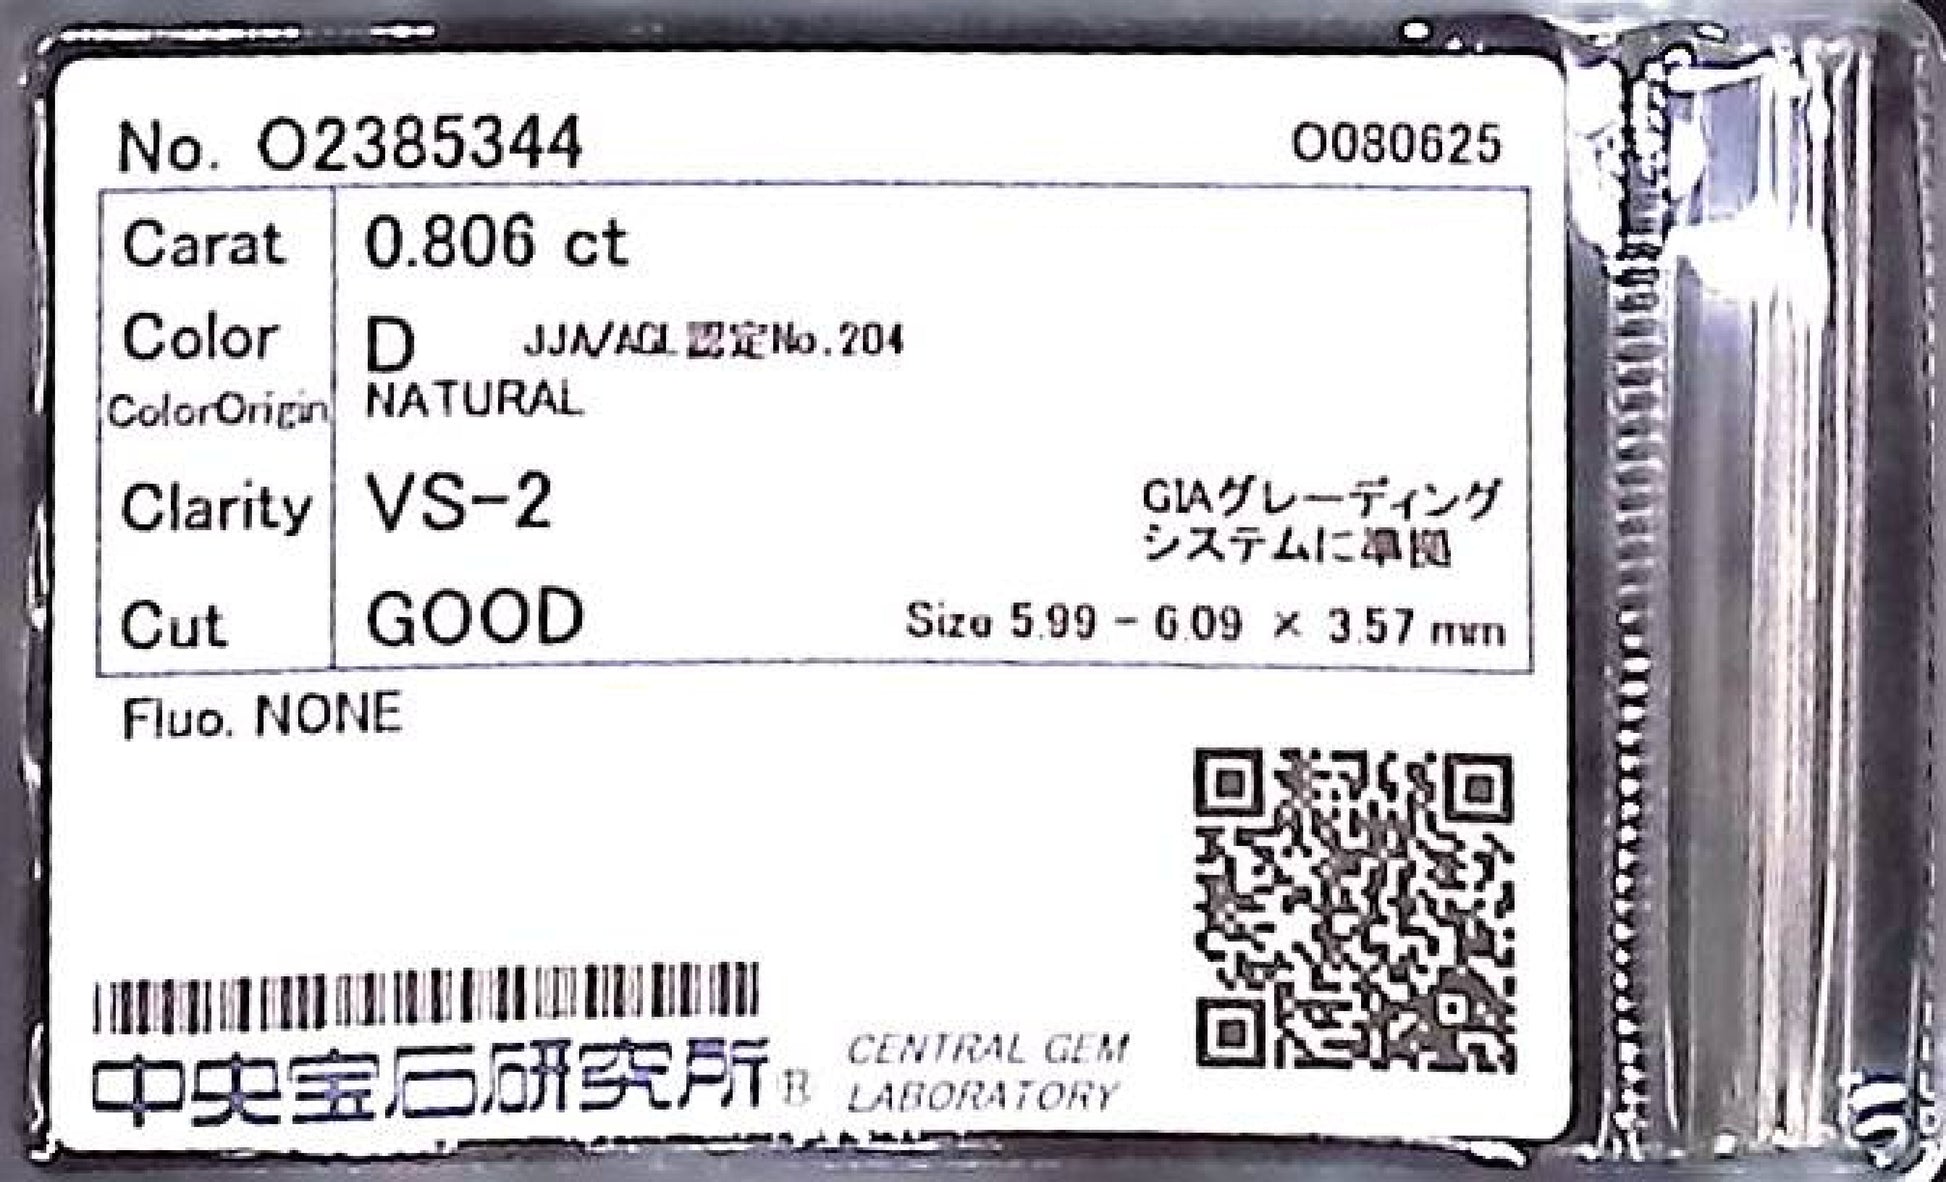 No. O2385344
O080625
Carat 0.806 ct
Color D JJA/AGL認定No.204
ColorOrigin NATURAL
Clarity VS-2
GIAグレーディング
システムに準拠
Cut GOOD Size 5.99 - 6.09 × 3.57 mm
Fluo. NONE
中央宝石研究所
CENTRAL GEM
LABORATORY